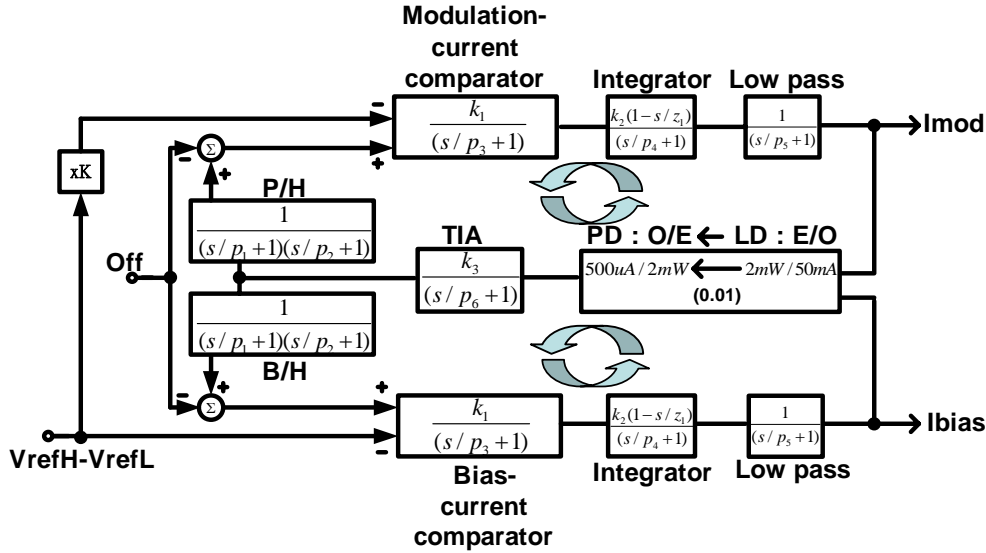 Modulation-
current
comparator
Integrator
Low pass
k₁
(s/p₃+1)
k₂(1−s/z₁)
(s/p₄+1)
1
(s/p₅+1)
Imod
-
+
xK
-
Σ
+
P/H
1
(s/p₁+1)(s/p₂+1)
Off
TIA
k₃
(s/p₆+1)
PD : O/E ← LD : E/O
500uA/2mW ← 2mW/50mA
(0.01)
1
(s/p₁+1)(s/p₂+1)
B/H
-
Σ
+
+
-
k₁
(s/p₃+1)
k₂(1−s/z₁)
(s/p₄+1)
1
(s/p₅+1)
Ibias
VrefH-VrefL
Bias-
current
comparator
Integrator
Low pass